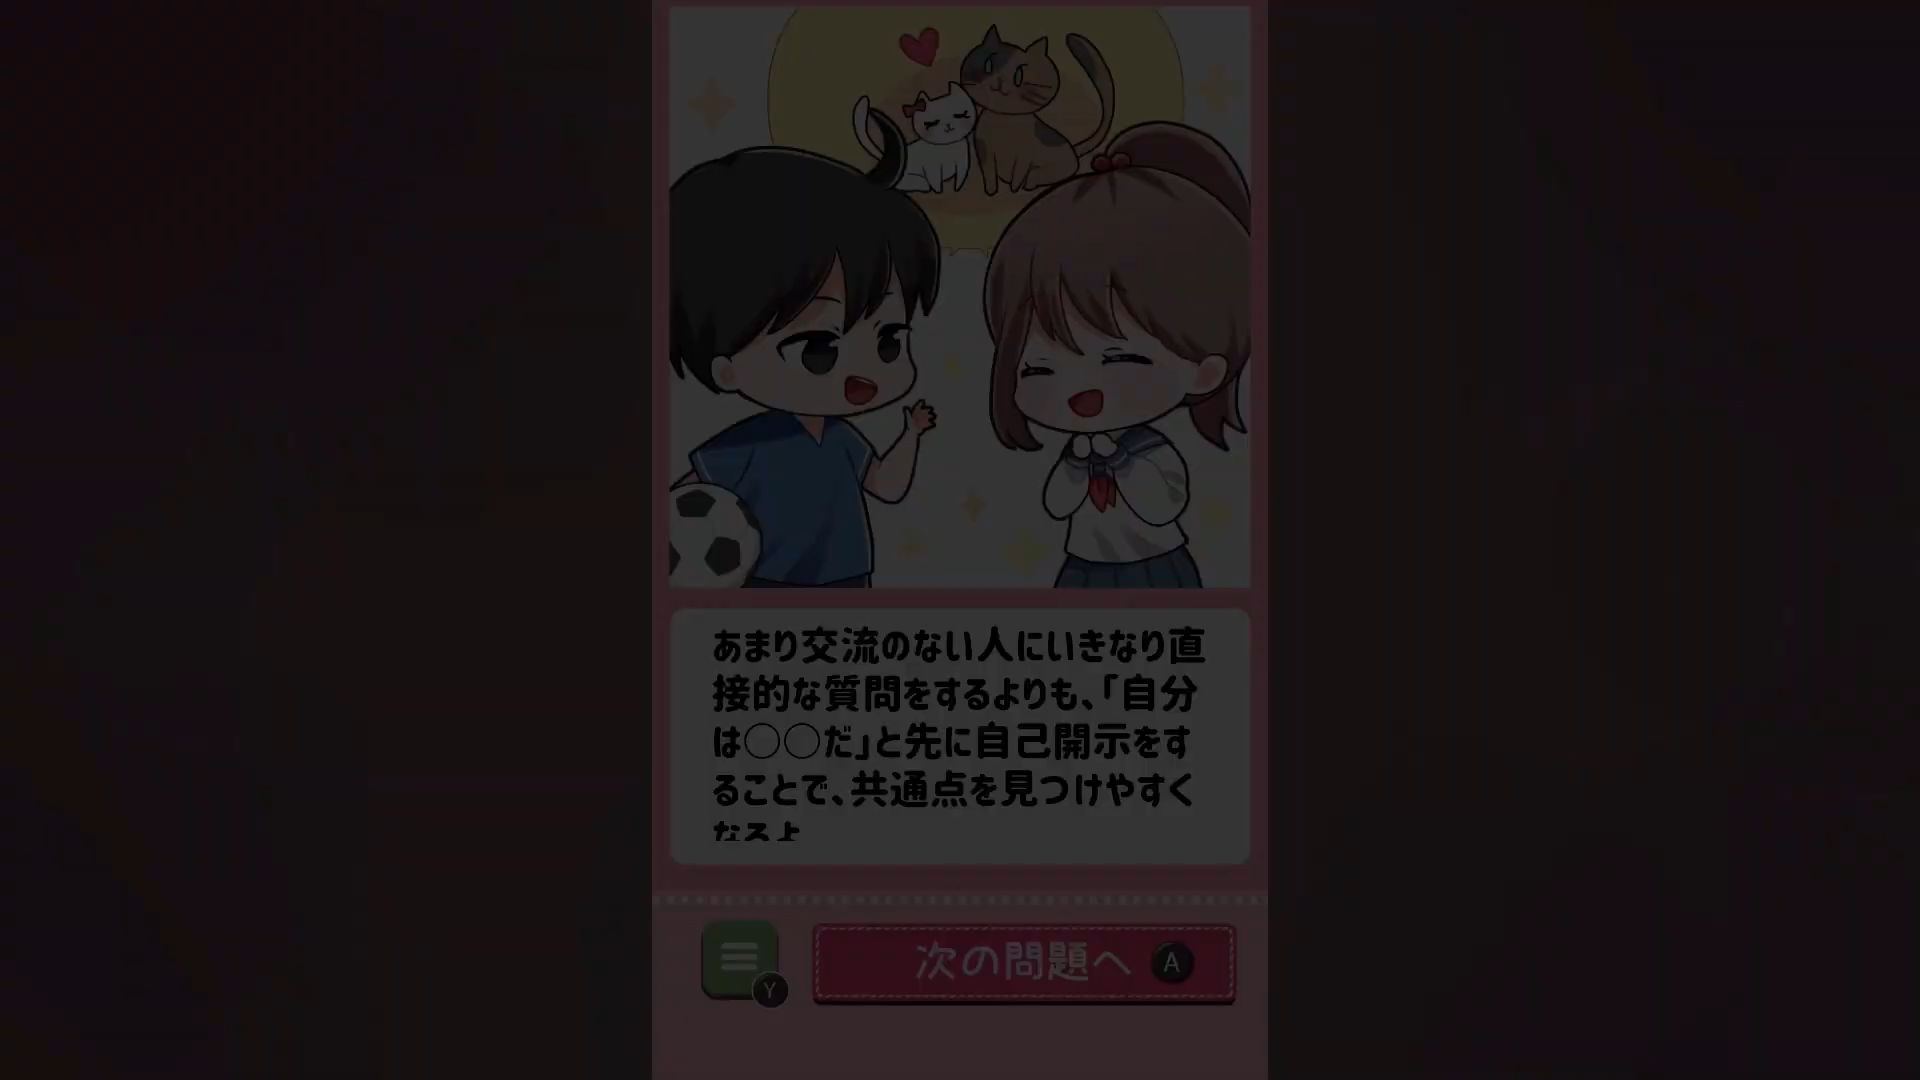 あまり交流のない人にいきなり直
接的な質問をするよりも、「自分
は○○だ」と先に自己開示をす
ることで、共通点を見つけやすく
なるよ
次の問題へ A
Y